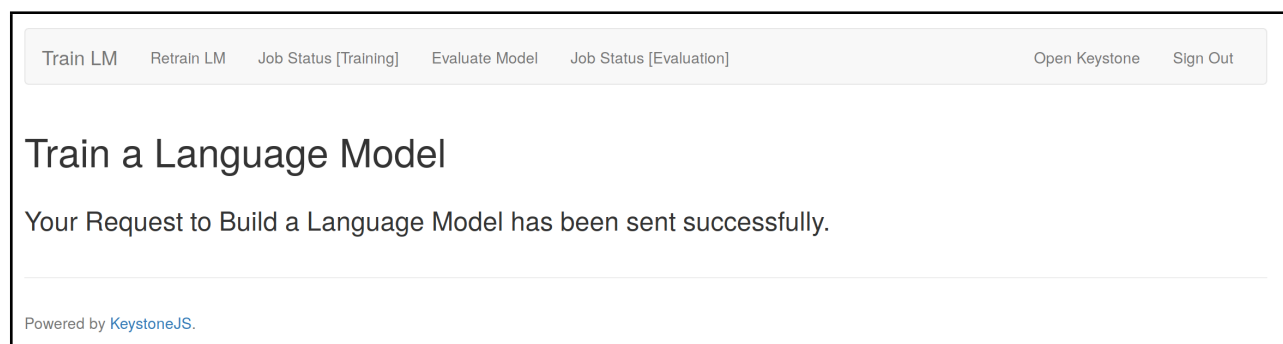 Train LM Retrain LM Job Status [Training] Evaluate Model Job Status [Evaluation] Open Keystone Sign Out
Train a Language Model
Your Request to Build a Language Model has been sent successfully.
Powered by KeystoneJS.